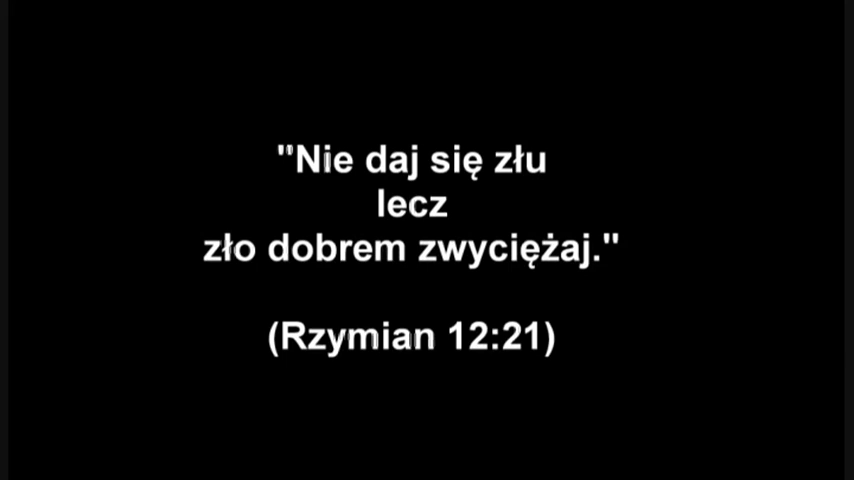 "Nie daj się złu
lecz
zło dobrem zwyciężaj."
(Rzymian 12:21)